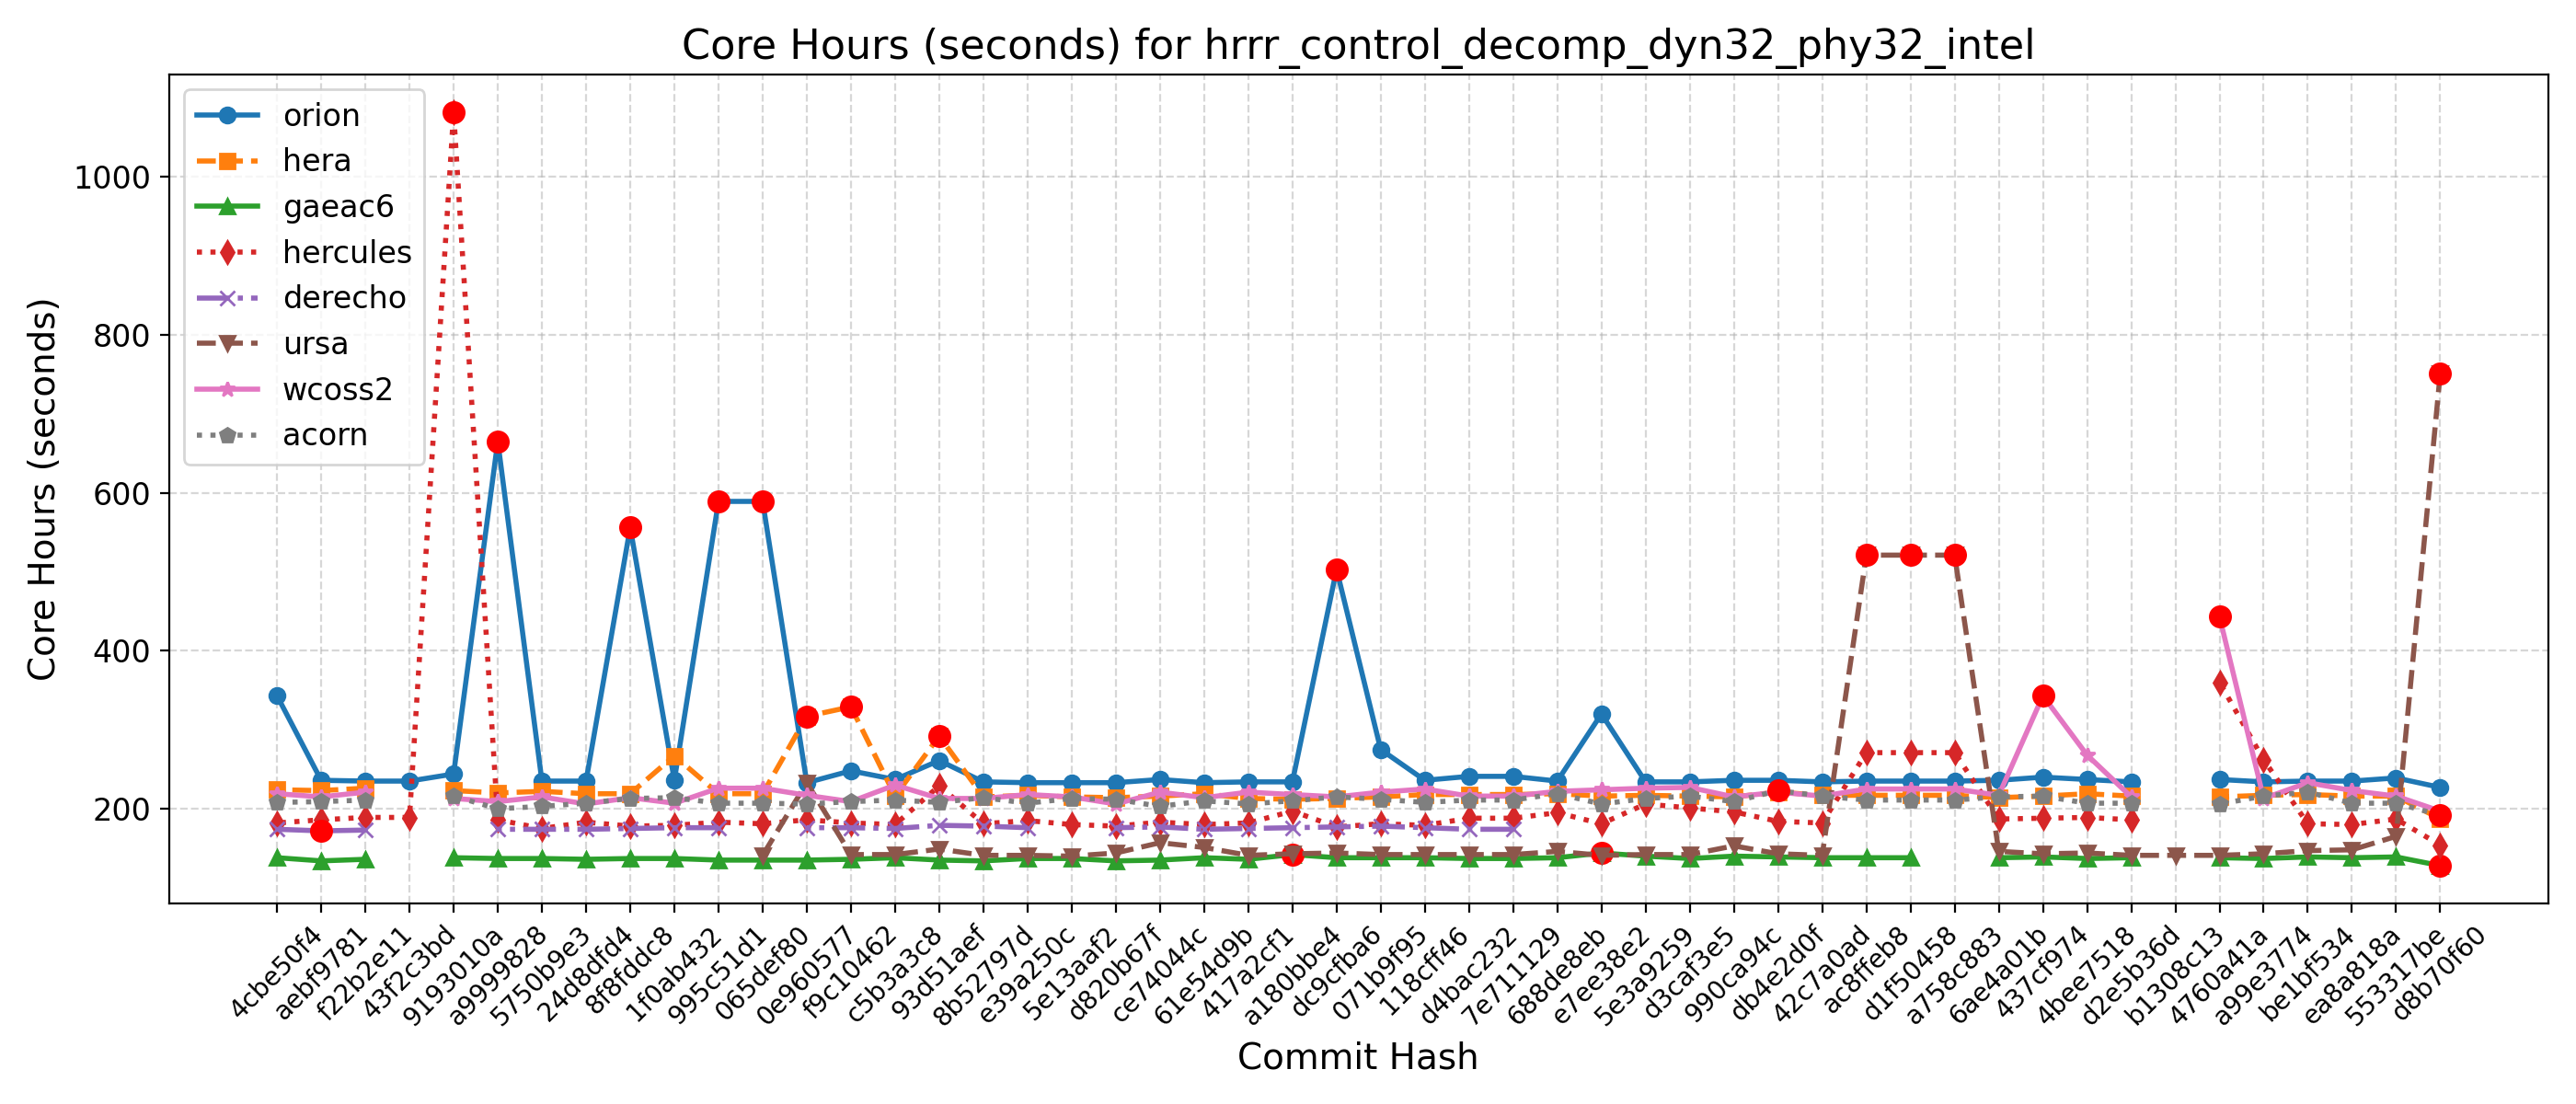 Core Hours (seconds) for hrrr_control_decomp_dyn32_phy32_intel
Core Hours (seconds)
1000
800
600
400
200
orion
hera
gaeac6
hercules
derecho
ursa
wcoss2
acorn
4cbe50f4
aebf9781
f22b2e11
43f2c3bd
9193010a
a9999828
5750b9e3
24d8dfd4
8f8fddc8
1f0ab432
995c51d1
065def80
0e960577
f9c10462
c5b3a3c8
93d51aef
8b52797d
e39a250c
5e13aaf2
d820b67f
ce74044c
61e54d9b
417a2cf1
a180bbe4
dc9cfba6
071b9f95
118cff46
d4bac232
7e711129
688de8eb
e7ee38e2
5e3a9259
d3caf3e5
990ca94c
db4e2d0f
42c7a0ad
ac8ffeb8
d1f50458
a758c883
6ae4a01b
437cf974
4bee7518
d2e5b36d
b1308c13
4760a41a
a99e3774
be1bf534
ea8a818a
553317be
d8b70f60
Commit Hash